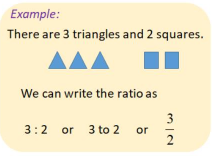 Example:
There are 3 triangles and 2 squares.
We can write the ratio as
3 : 2 or 3 to 2 or 3/2